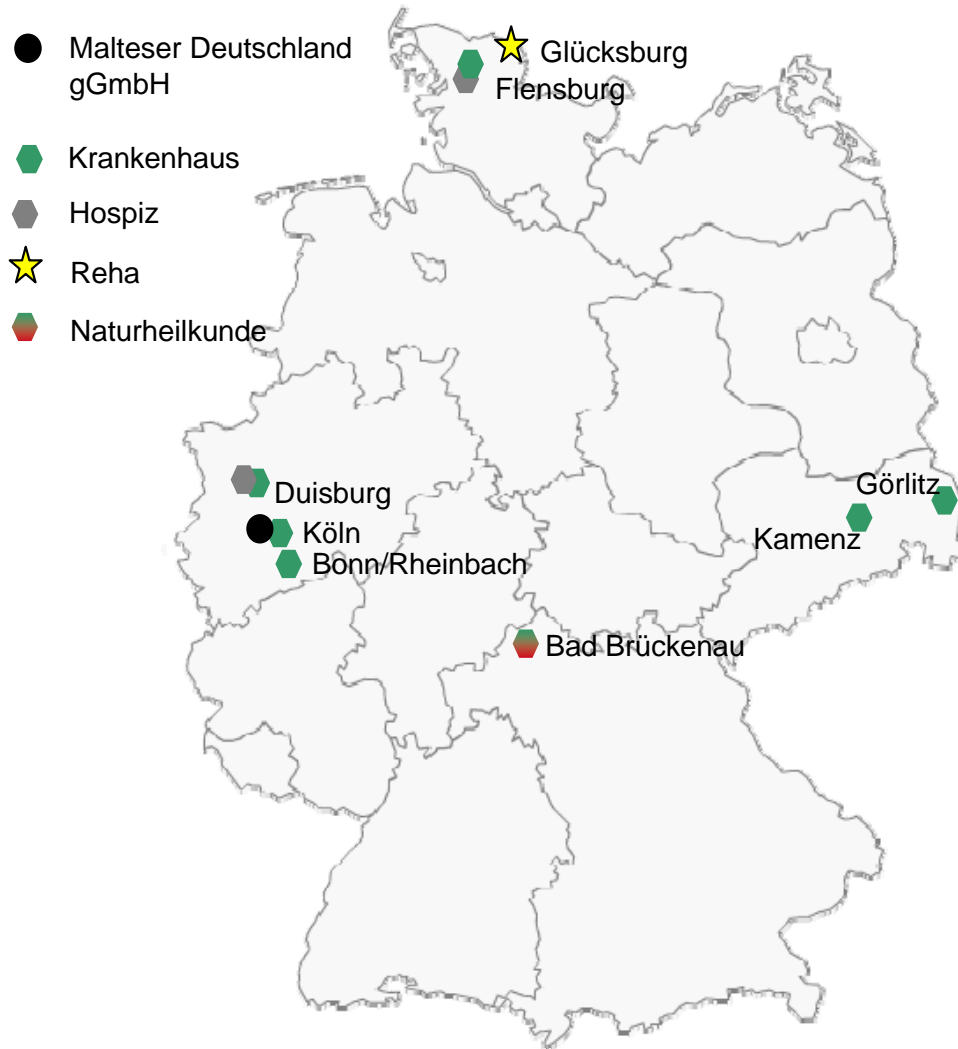 Malteser Deutschland
gGmbH
Krankenhaus
Hospiz
Reha
Naturheilkunde
Glücksburg
Flensburg
Duisburg
Köln
Bonn/Rheinbach
Görlitz
Kamenz
Bad Brückenau